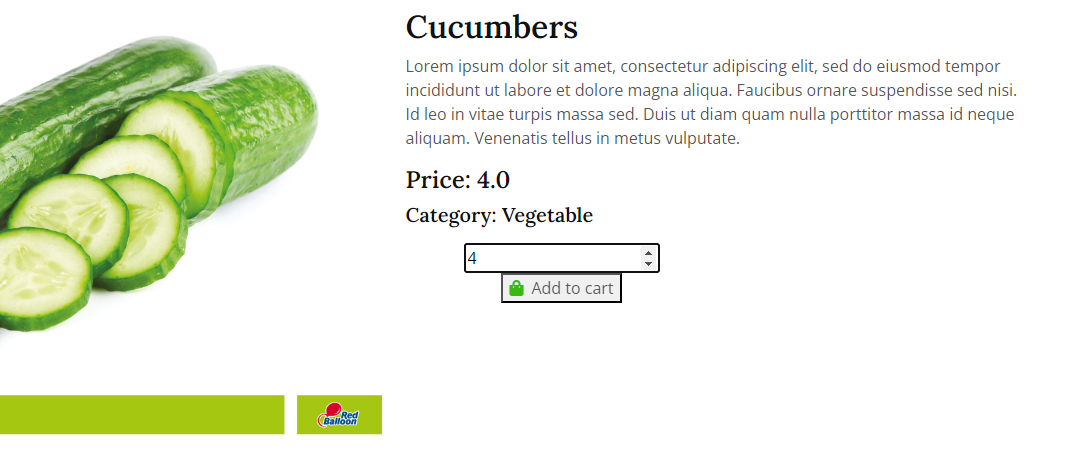 Cucumbers
Lorem ipsum dolor sit amet, consectetur adipiscing elit, sed do eiusmod tempor
incididunt ut labore et dolore magna aliqua. Faucibus ornare suspendisse sed nisi.
Id leo in vitae turpis massa sed. Duis ut diam quam nulla porttitor massa id neque
aliquam. Venenatis tellus in metus vulputate.
Price: 4.0
Category: Vegetable
4
Add to cart
Red
Balloon